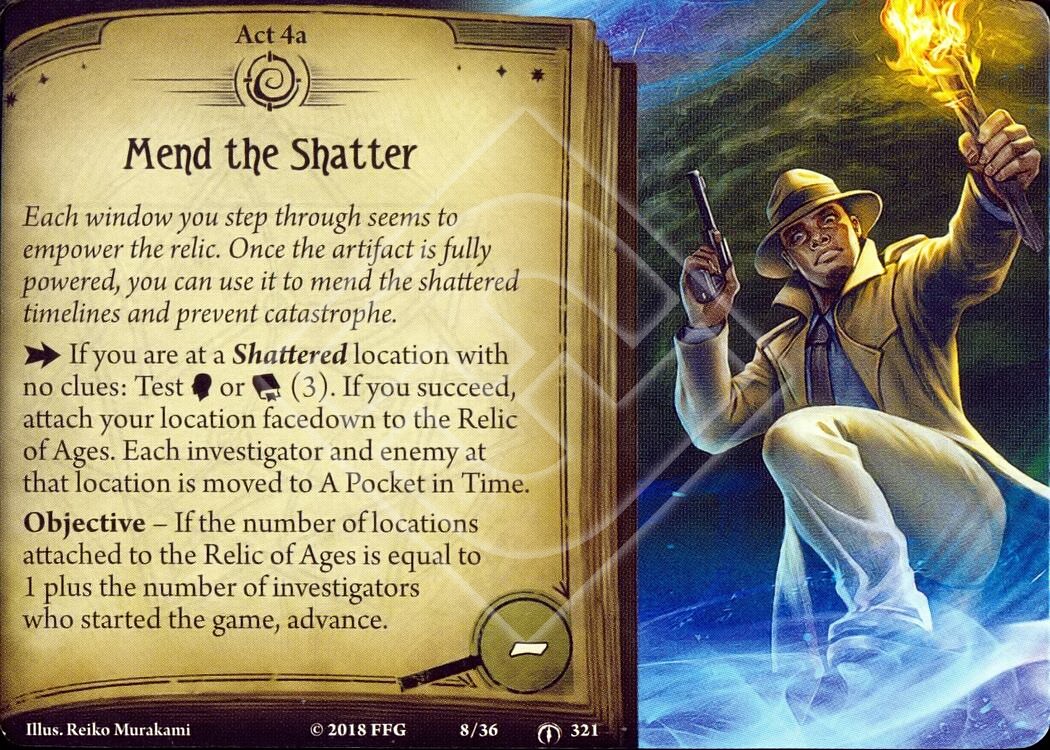 Act 4a
Mend the Shatter
Each window you step through seems to
empower the relic. Once the artifact is fully
powered, you can use it to mend the shattered
timelines and prevent catastrophe.
If you are at a Shattered location with
no clues: Test or (3). If you succeed,
attach your location facedown to the Relic
of Ages. Each investigator and enemy at
that location is moved to A Pocket in Time.
Objective – If the number of locations
attached to the Relic of Ages is equal to
1 plus the number of investigators
who started the game, advance.
–
Illus. Reiko Murakami © 2018 FFG 8/36 321